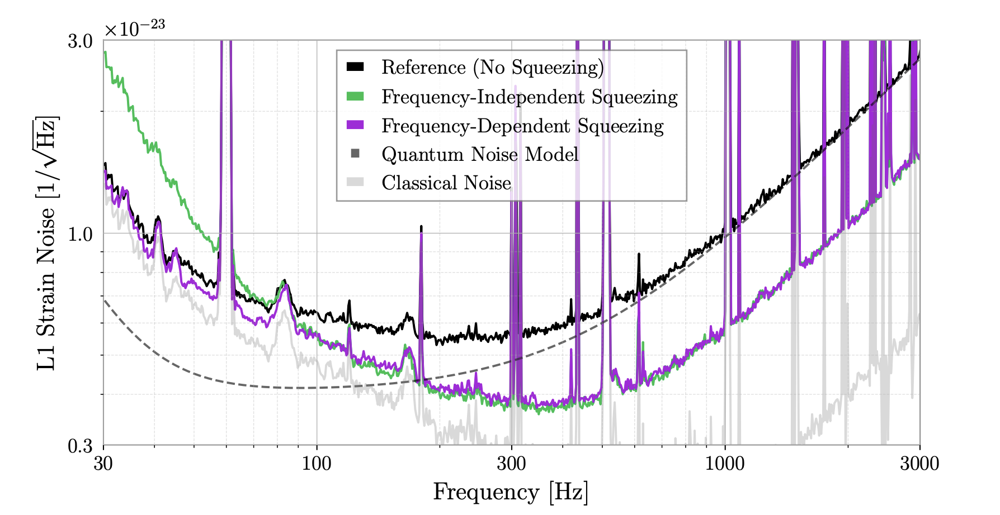 ×10⁻²³
3.0
1.0
0.3
L1 Strain Noise [1/√Hz]
Reference (No Squeezing)
Frequency-Independent Squeezing
Frequency-Dependent Squeezing
Quantum Noise Model
Classical Noise
30 100 300 1000 3000
Frequency [Hz]